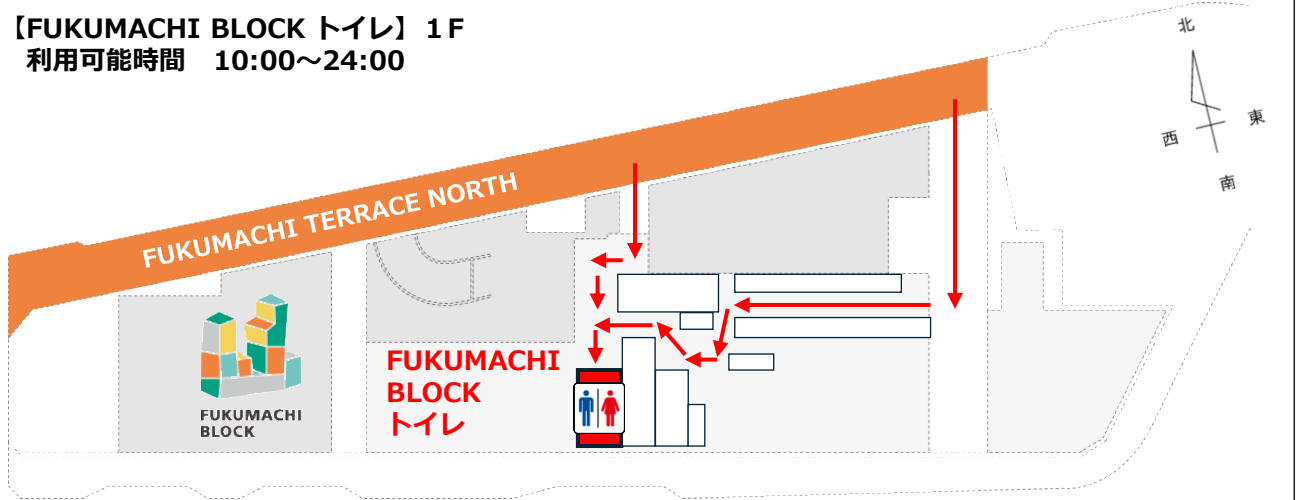 【FUKUMACHI BLOCK トイレ】１F
利用可能時間　10:00～24:00
北
西
東
南
FUKUMACHI TERRACE NORTH
FUKUMACHI
BLOCK
トイレ
FUKUMACHI
BLOCK